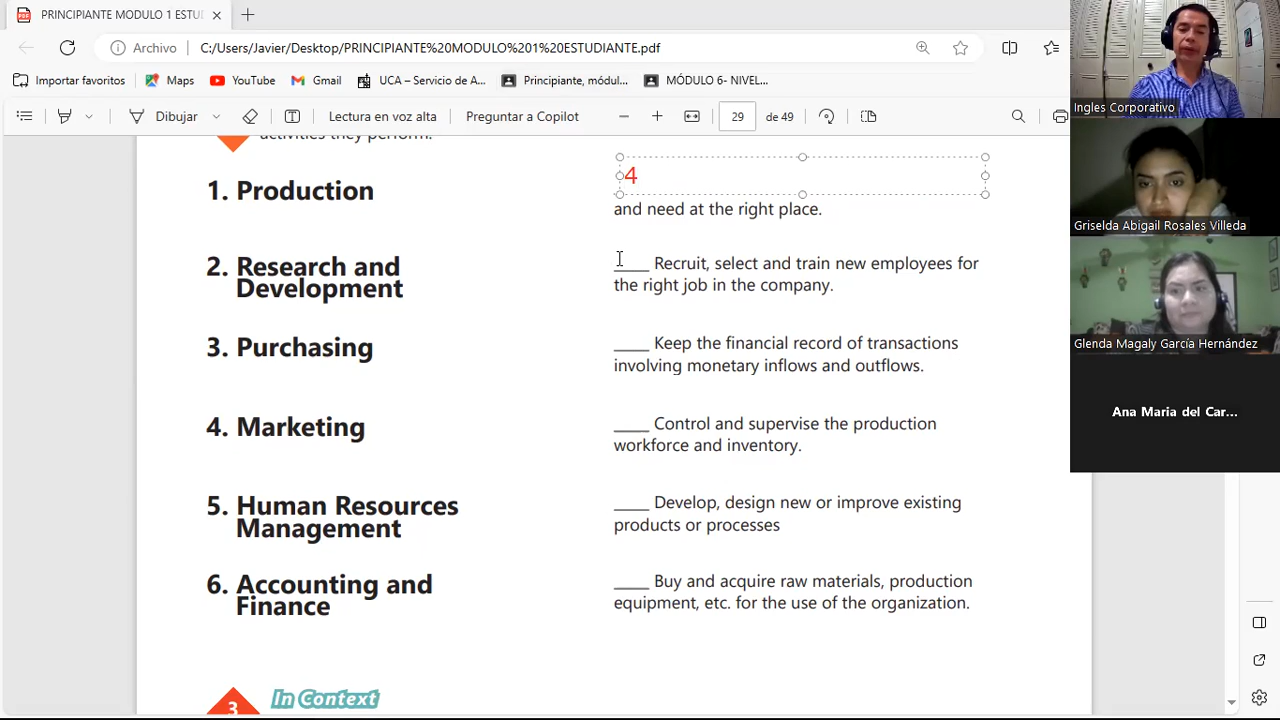 PRINCIPIANTE MODULO 1 ESTUI
Archivo C:/Users/Javier/Desktop/PRINCIPIANTE%20MODULO%201%20ESTUDIANTE.pdf
Importar favoritos Maps YouTube Gmail UCA – Servicio de A... Principiante, módul... MÓDULO 6- NIVEL...
Dibujar Lectura en voz alta Preguntar a Copilot 29 de 49
activities they perform.
1. Production
4
and need at the right place.
2. Research and
Development
____ Recruit, select and train new employees for
the right job in the company.
3. Purchasing
____ Keep the financial record of transactions
involving monetary inflows and outflows.
4. Marketing
____ Control and supervise the production
workforce and inventory.
5. Human Resources
Management
____ Develop, design new or improve existing
products or processes
6. Accounting and
Finance
____ Buy and acquire raw materials, production
equipment, etc. for the use of the organization.
3 In Context
Ingles Corporativo
Griselda Abigail Rosales Villeda
Glenda Magaly García Hernández
Ana Maria del Car...